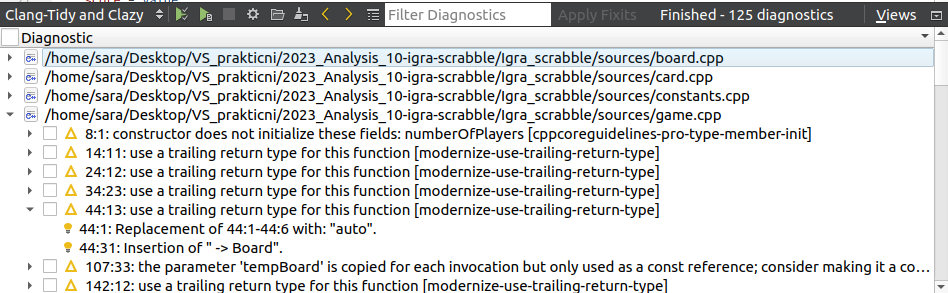 Clang-Tidy and Clazy Filter Diagnostics Apply Fixits Finished - 125 diagnostics Views
Diagnostic
/home/sara/Desktop/VS_prakticni/2023_Analysis_10-igra-scrabble/Igra_scrabble/sources/board.cpp
/home/sara/Desktop/VS_prakticni/2023_Analysis_10-igra-scrabble/Igra_scrabble/sources/card.cpp
/home/sara/Desktop/VS_prakticni/2023_Analysis_10-igra-scrabble/Igra_scrabble/sources/constants.cpp
/home/sara/Desktop/VS_prakticni/2023_Analysis_10-igra-scrabble/Igra_scrabble/sources/game.cpp
8:1: constructor does not initialize these fields: numberOfPlayers [cppcoreguidelines-pro-type-member-init]
14:11: use a trailing return type for this function [modernize-use-trailing-return-type]
24:12: use a trailing return type for this function [modernize-use-trailing-return-type]
34:23: use a trailing return type for this function [modernize-use-trailing-return-type]
44:13: use a trailing return type for this function [modernize-use-trailing-return-type]
44:1: Replacement of 44:1-44:6 with: "auto".
44:31: Insertion of " -> Board".
107:33: the parameter 'tempBoard' is copied for each invocation but only used as a const reference; consider making it a co...
142:12: use a trailing return type for this function [modernize-use-trailing-return-type]